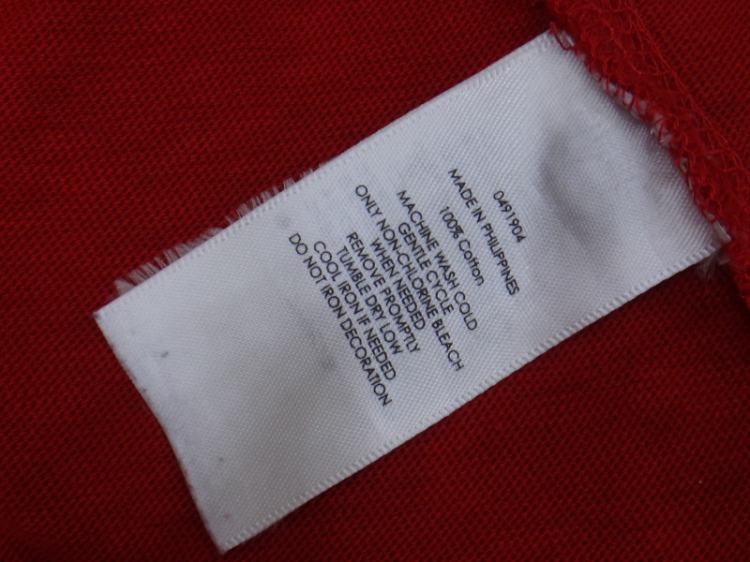 0491904
MADE IN PHILIPPINES
100% Cotton
MACHINE WASH COLD
GENTLE CYCLE
ONLY NON-CHLORINE BLEACH
WHEN NEEDED
REMOVE PROMPTLY
TUMBLE DRY LOW
COOL IRON IF NEEDED
DO NOT IRON DECORATION